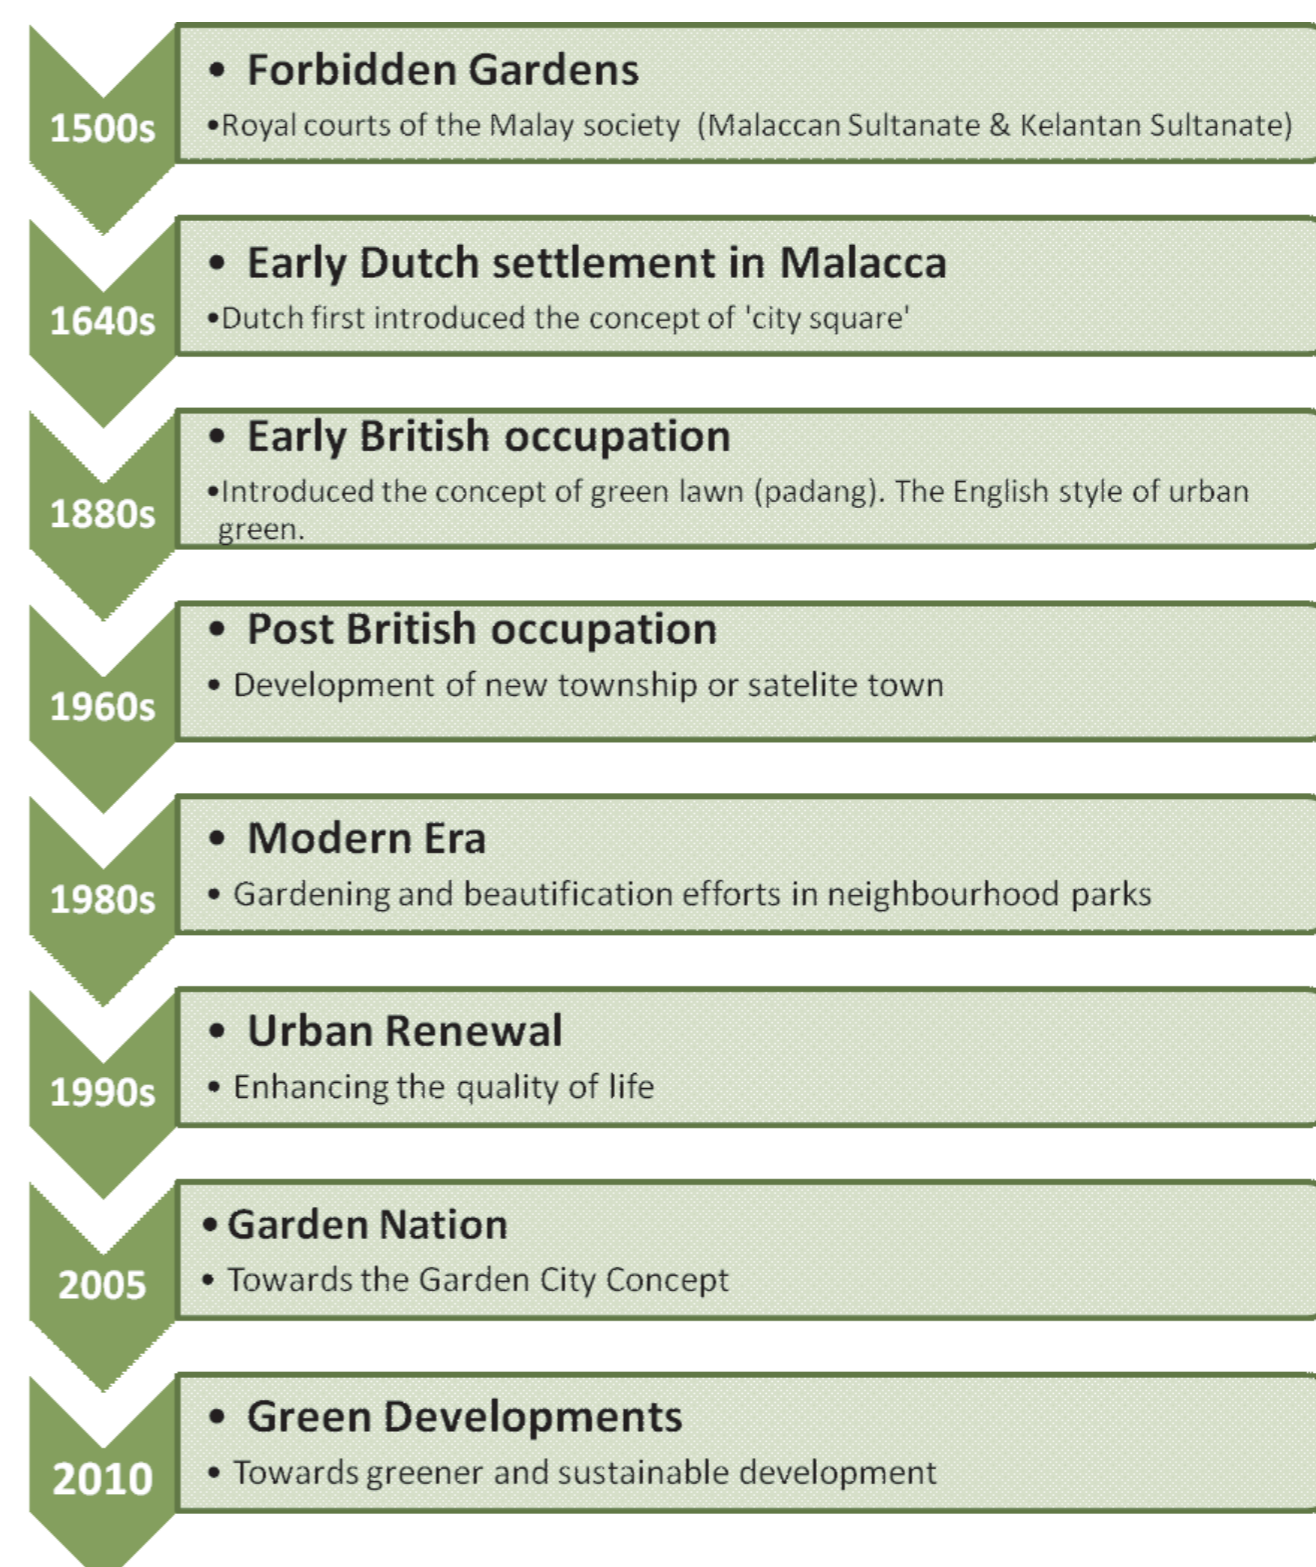 1500s
• Forbidden Gardens
•Royal courts of the Malay society (Malaccan Sultanate & Kelantan Sultanate)
1640s
• Early Dutch settlement in Malacca
•Dutch first introduced the concept of 'city square'
1880s
• Early British occupation
•Introduced the concept of green lawn (padang). The English style of urban
green.
1960s
• Post British occupation
• Development of new township or satelite town
1980s
• Modern Era
• Gardening and beautification efforts in neighbourhood parks
1990s
• Urban Renewal
• Enhancing the quality of life
2005
• Garden Nation
• Towards the Garden City Concept
2010
• Green Developments
• Towards greener and sustainable development